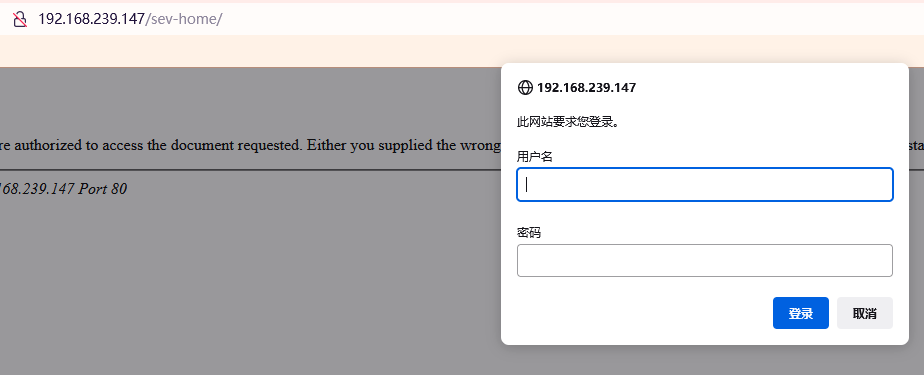 192.168.239.147/sev-home/
192.168.239.147
此网站要求您登录。
re authorized to access the document requested. Either you supplied the wrong
用户名
168.239.147 Port 80
密码
登录
取消